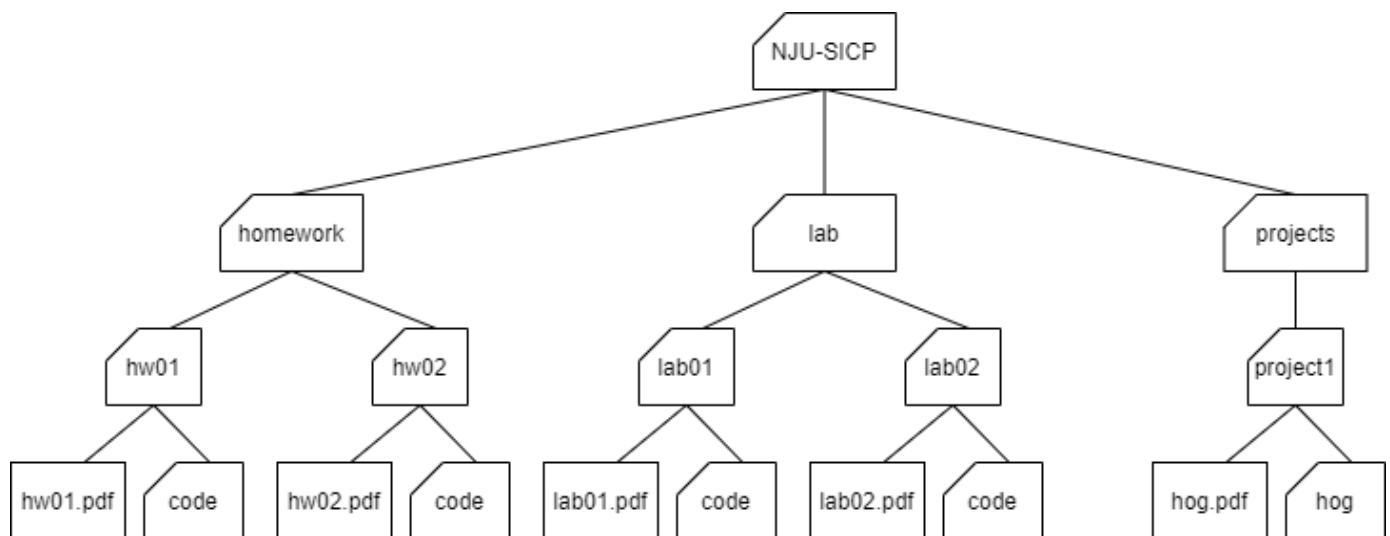 NJU-SICP
homework
lab
projects
hw01
hw02
lab01
lab02
project1
hw01.pdf
code
hw02.pdf
code
lab01.pdf
code
lab02.pdf
code
hog.pdf
hog